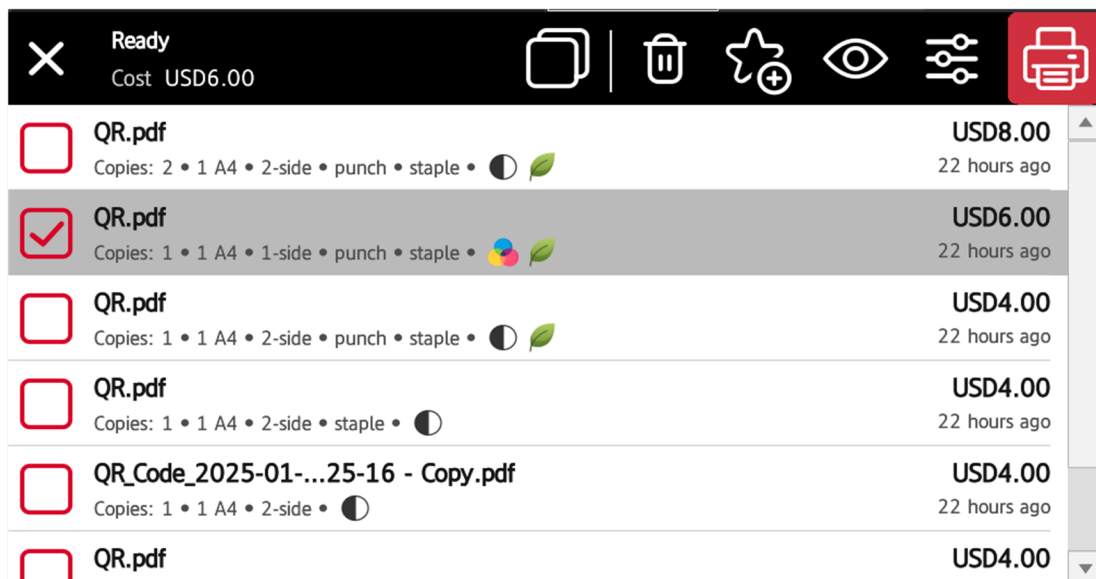 Ready
Cost USD6.00
QR.pdf USD8.00
Copies: 2 • 1 A4 • 2-side • punch • staple • 22 hours ago
QR.pdf USD6.00
Copies: 1 • 1 A4 • 1-side • punch • staple • 22 hours ago
QR.pdf USD4.00
Copies: 1 • 1 A4 • 2-side • punch • staple • 22 hours ago
QR.pdf USD4.00
Copies: 1 • 1 A4 • 2-side • staple • 22 hours ago
QR_Code_2025-01-...25-16 - Copy.pdf USD4.00
Copies: 1 • 1 A4 • 2-side • 22 hours ago
QR.pdf USD4.00